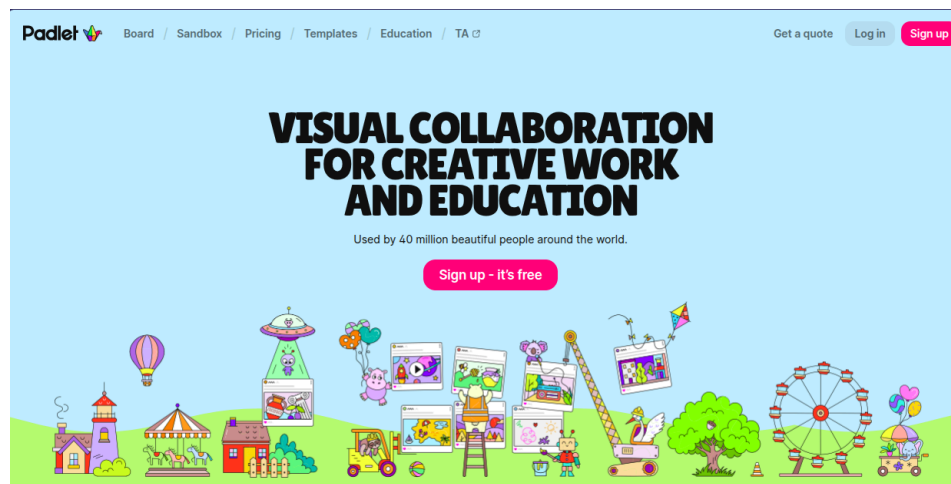 Padlet
Board / Sandbox / Pricing / Templates / Education / TA
Get a quote Log in Sign up
VISUAL COLLABORATION
FOR CREATIVE WORK
AND EDUCATION
Used by 40 million beautiful people around the world.
Sign up - it's free